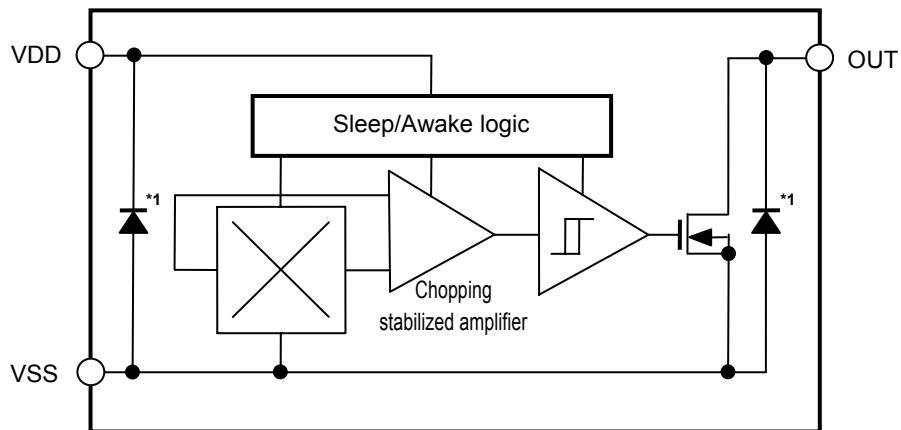 VDD
OUT
Sleep/Awake logic
*1
*1
Chopping
stabilized amplifier
VSS